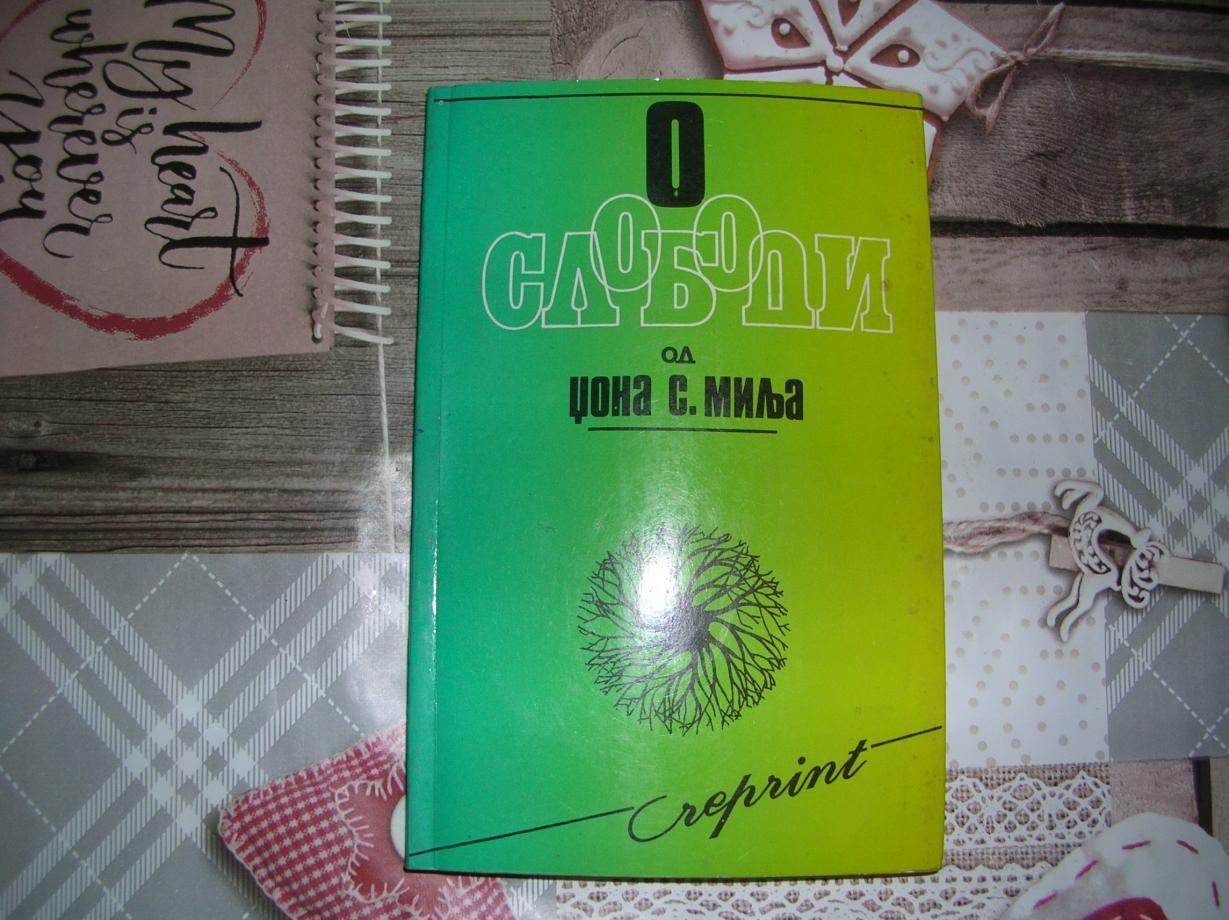 О
СЛОБОДИ
ОД
ЏОНА С. МИЉА
reprint
My heart
is
wherever
you